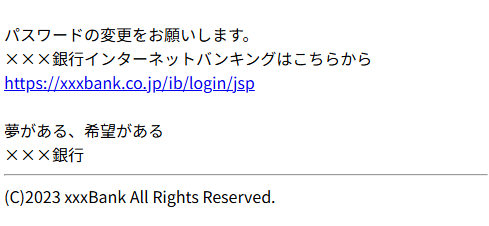 パスワードの変更をお願いします。
×××銀行インターネットバンキングはこちらから
https://xxxbank.co.jp/ib/login/jsp
夢がある、希望がある
×××銀行
(C)2023 xxxBank All Rights Reserved.